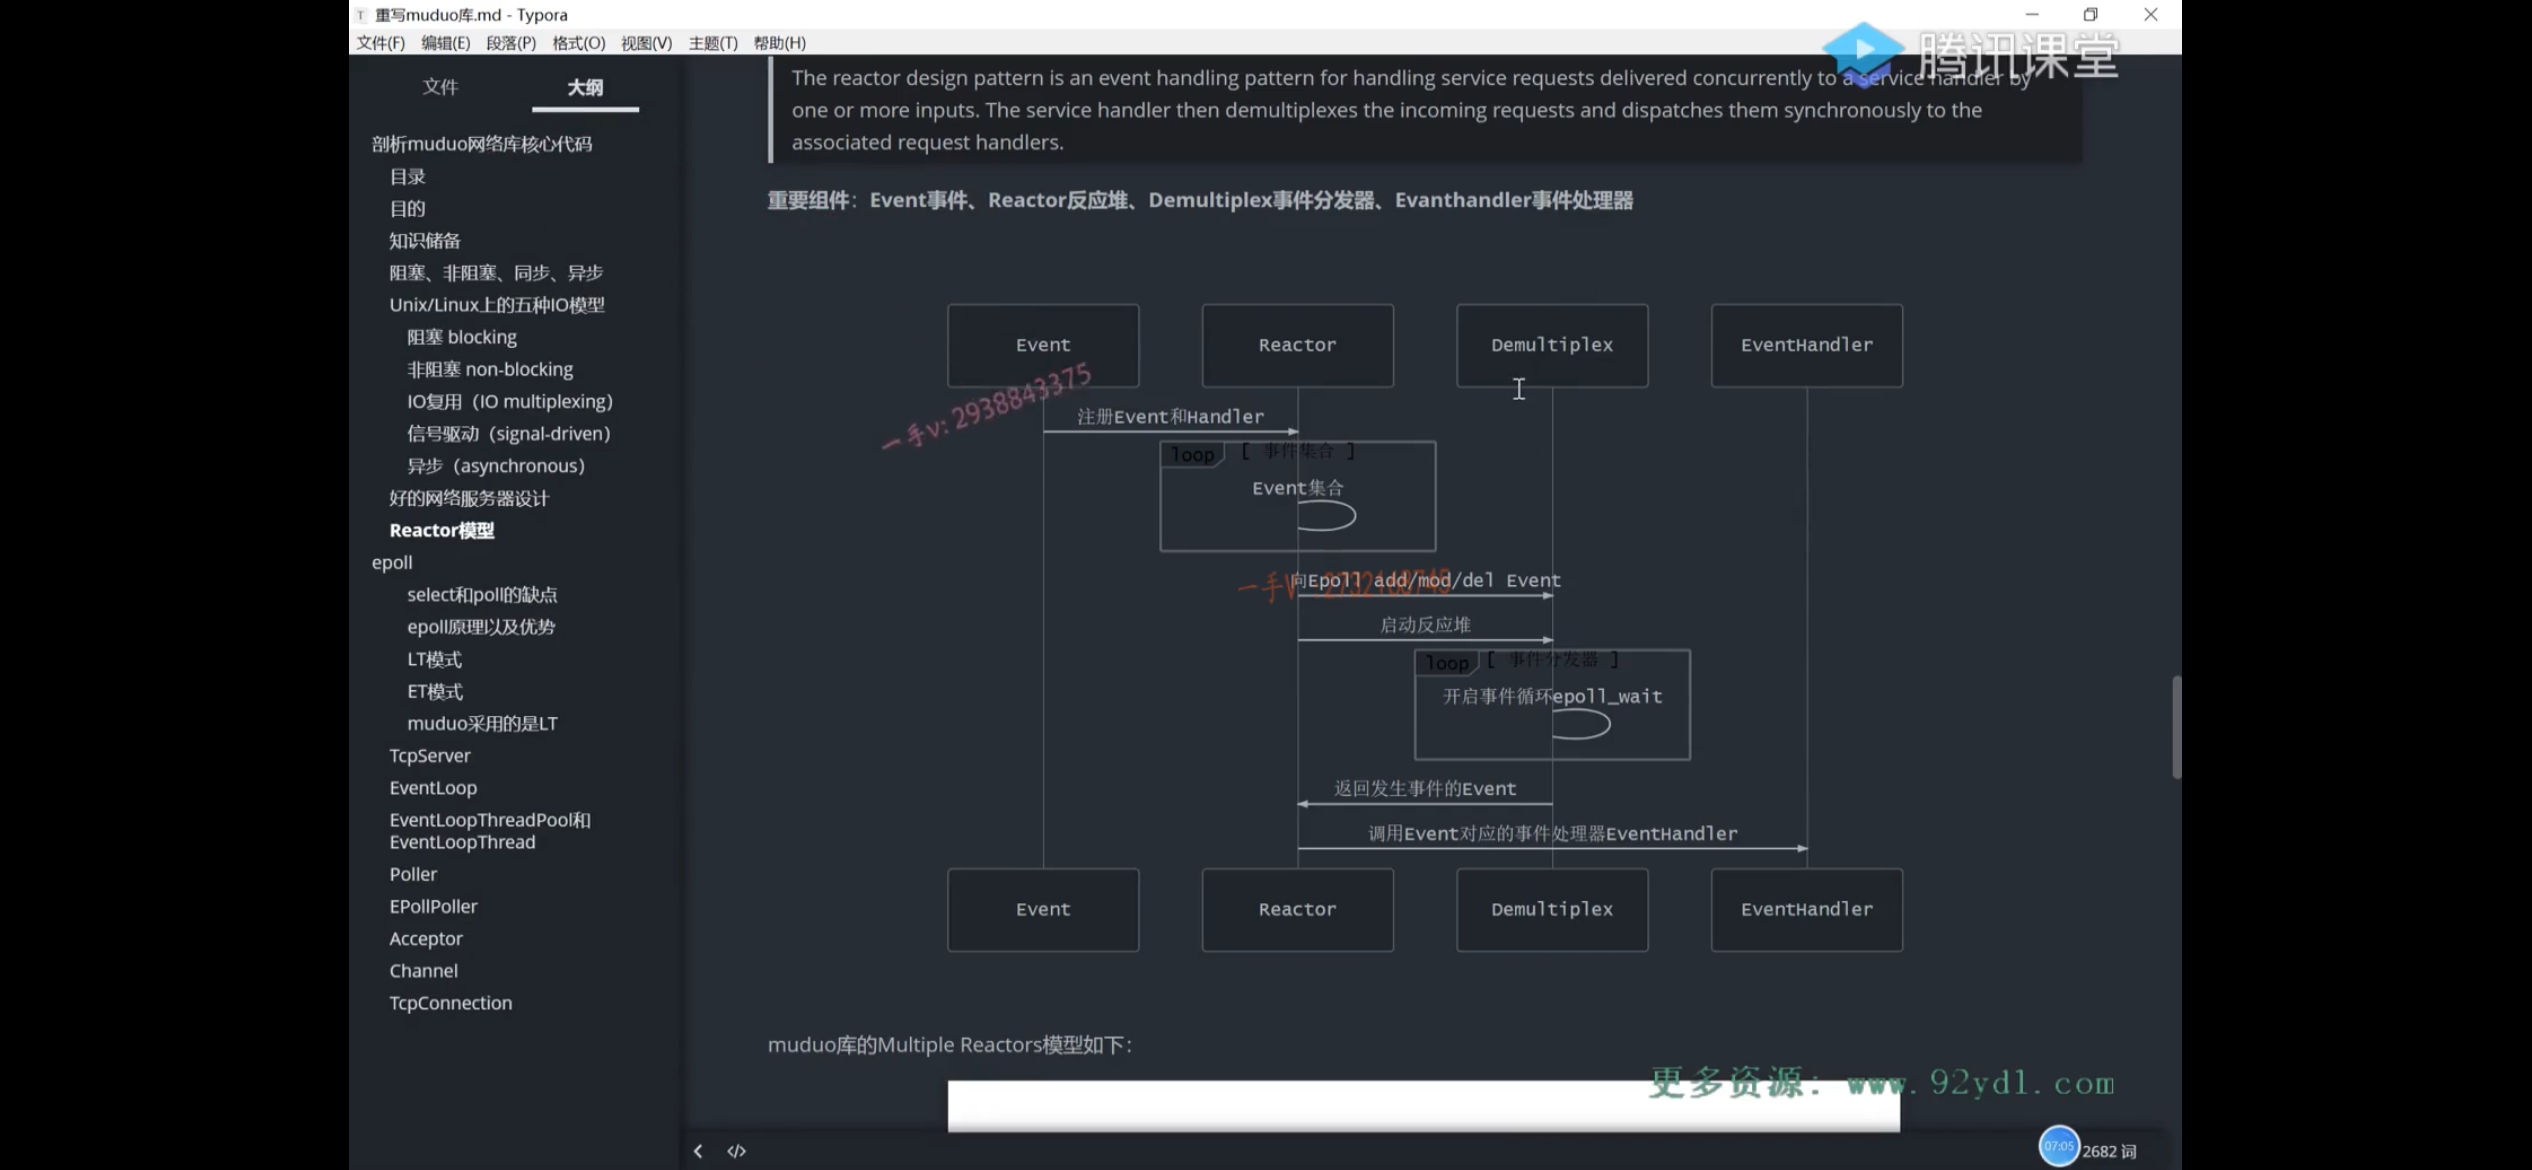 重写muduo库.md - Typora
文件(F) 编辑(E) 段落(P) 格式(O) 视图(V) 主题(T) 帮助(H)
腾讯课堂
文件 大纲
剖析muduo网络库核心代码
目录
目的
知识储备
阻塞、非阻塞、同步、异步
Unix/Linux上的五种IO模型
阻塞 blocking
非阻塞 non-blocking
IO复用（IO multiplexing）
信号驱动（signal-driven）
异步（asynchronous）
好的网络服务器设计
Reactor模型
epoll
select和poll的缺点
epoll原理以及优势
LT模式
ET模式
muduo采用的是LT
TcpServer
EventLoop
EventLoopThreadPool和
EventLoopThread
Poller
EPollPoller
Acceptor
Channel
TcpConnection
The reactor design pattern is an event handling pattern for handling service requests delivered concurrently to a service handler by
one or more inputs. The service handler then demultiplexes the incoming requests and dispatches them synchronously to the
associated request handlers.
重要组件：Event事件、Reactor反应堆、Demultiplex事件分发器、Evanthandler事件处理器
Event Reactor Demultiplex EventHandler
一手v: 2938843375
注册Event和Handler
loop [ 事件集合 ]
Event集合
向Epoll add/mod/del Event
一手V
启动反应堆
loop [ 事件分发器 ]
开启事件循环epoll_wait
返回发生事件的Event
调用Event对应的事件处理器EventHandler
Event Reactor Demultiplex EventHandler
muduo库的Multiple Reactors模型如下：
更多资源：www.92ydl.com
07:05
2682 词